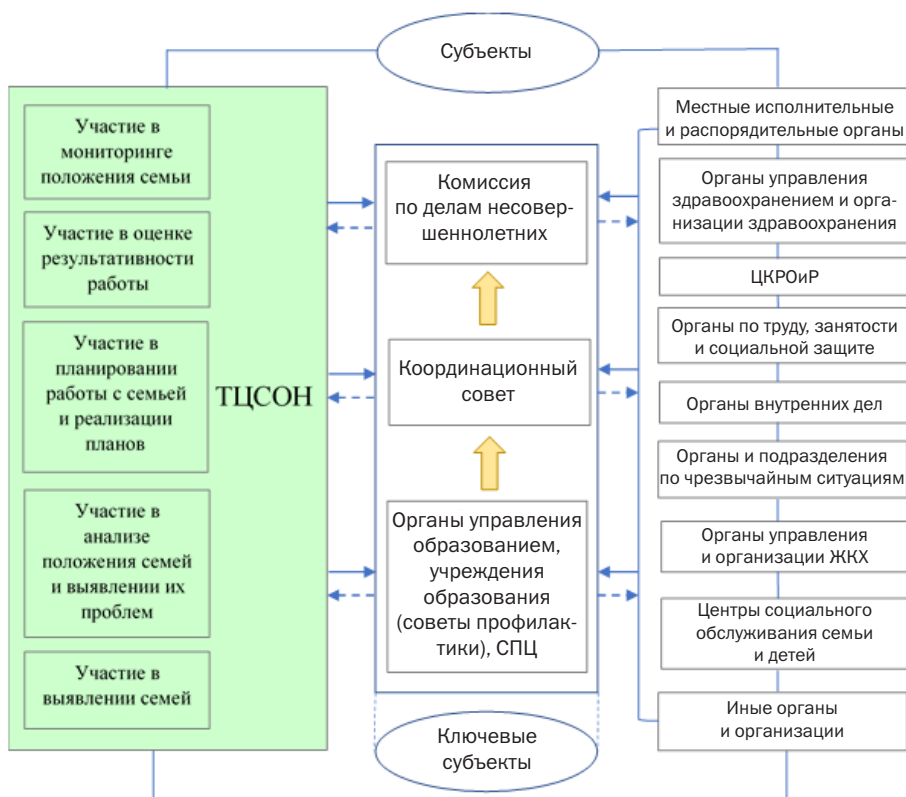 Субъекты
Участие в
мониторинге
положения семьи
Участие в оценке
результативности
работы
Участие в
планировании
работы с семьей
и реализации
планов
Участие в
анализе
положения семей
и выявлении их
проблем
Участие в
выявлении семей
ТЦСОН
Комиссия
по делам несовер-
шеннолетних
Координационный
совет
Органы управления
образованием,
учреждения
образования
(советы профилак-
тики), СПЦ
Ключевые
субъекты
Местные исполнительные
и распорядительные органы
Органы управления
здравоохранением и орга-
низации здравоохранения
ЦКРОиР
Органы по труду, занятости
и социальной защите
Органы внутренних дел
Органы и подразделения
по чрезвычайным ситуациям
Органы управления
и организации ЖКХ
Центры социального
обслуживания семьи
и детей
Иные органы
и организации